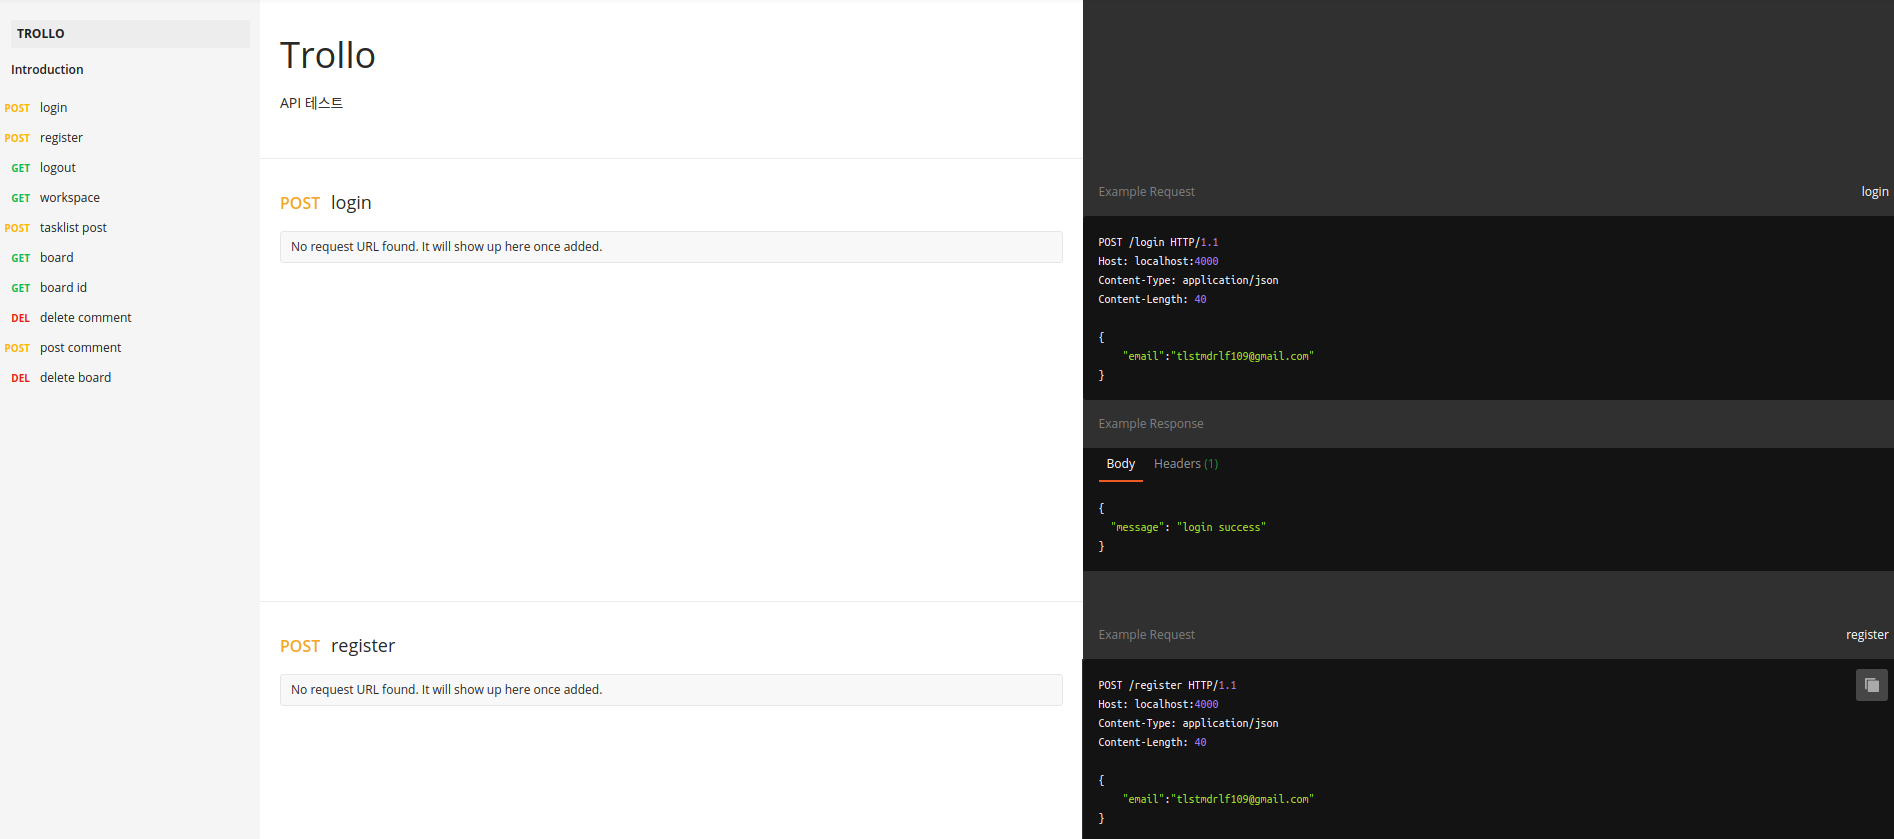 TROLLO
Introduction
POST login
POST register
GET logout
GET workspace
POST tasklist post
GET board
GET board id
DEL delete comment
POST post comment
DEL delete board
Trollo
API 테스트
POST login
No request URL found. It will show up here once added.
POST register
No request URL found. It will show up here once added.
Example Request login
POST /login HTTP/1.1
Host: localhost:4000
Content-Type: application/json
Content-Length: 40
{
"email":"tlstmdrlf109@gmail.com"
}
Example Response
Body Headers (1)
{
"message": "login success"
}
Example Request register
POST /register HTTP/1.1
Host: localhost:4000
Content-Type: application/json
Content-Length: 40
{
"email":"tlstmdrlf109@gmail.com"
}